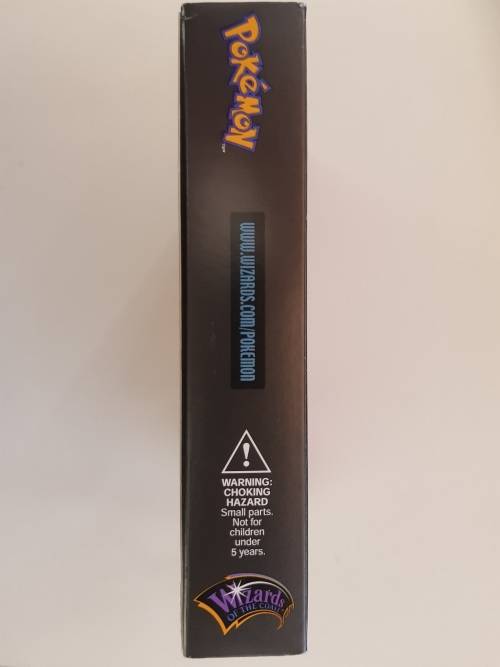 POKéMON
TM
WWW.WIZARDS.COM/POKEMON
WARNING:
CHOKING
HAZARD
Small parts.
Not for
children
under
5 years.
Wizards
OF THE COAST